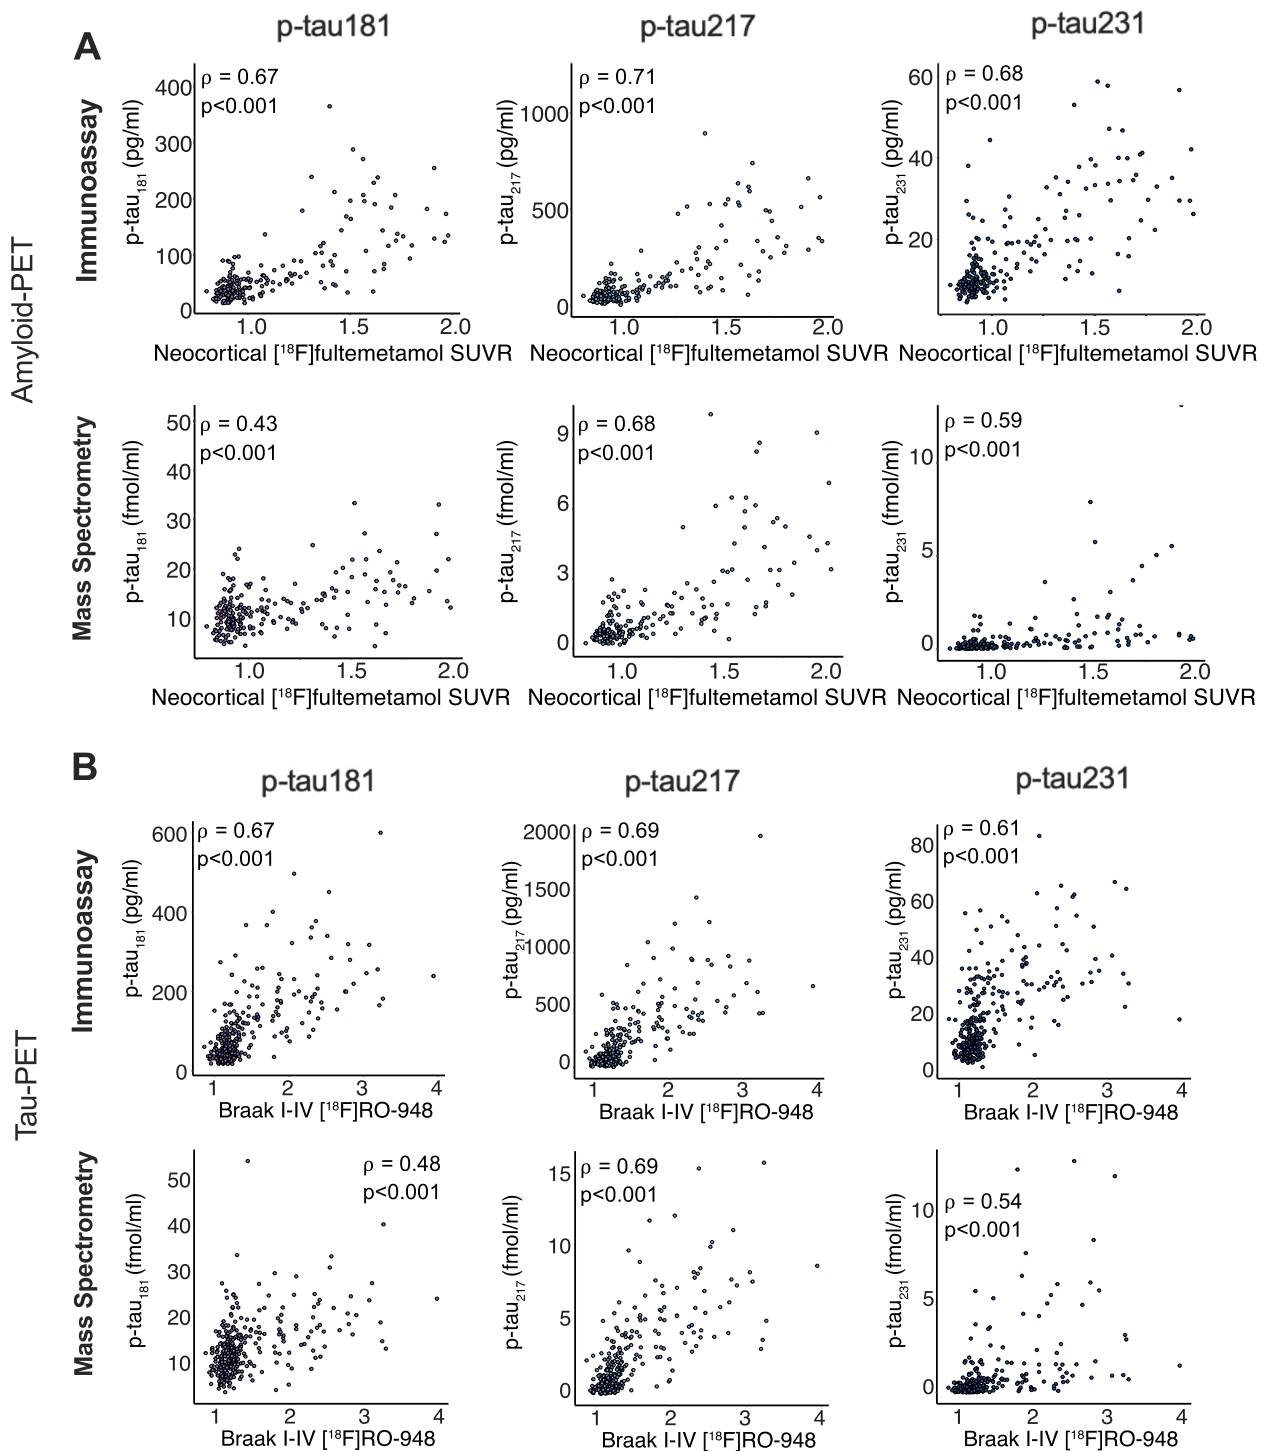 A
p-tau181
p-tau217
p-tau231
Amyloid-PET
Immunoassay
p-tau181 (pg/ml)
400
300
200
100
0
ρ = 0.67
p<0.001
1.0 1.5 2.0
Neocortical [18F]fultemetamol SUVR
p-tau217 (pg/ml)
1000
500
0
ρ = 0.71
p<0.001
1.0 1.5 2.0
Neocortical [18F]fultemetamol SUVR
p-tau231 (pg/ml)
60
40
20
ρ = 0.68
p<0.001
1.0 1.5 2.0
Neocortical [18F]fultemetamol SUVR
Mass Spectrometry
p-tau181 (fmol/ml)
50
40
30
20
10
ρ = 0.43
p<0.001
1.0 1.5 2.0
Neocortical [18F]fultemetamol SUVR
p-tau217 (fmol/ml)
9
6
3
0
ρ = 0.68
p<0.001
1.0 1.5 2.0
Neocortical [18F]fultemetamol SUVR
p-tau231 (fmol/ml)
10
5
0
ρ = 0.59
p<0.001
1.0 1.5 2.0
Neocortical [18F]fultemetamol SUVR
B
p-tau181
p-tau217
p-tau231
Tau-PET
Immunoassay
p-tau181 (pg/ml)
600
400
200
0
ρ = 0.67
p<0.001
1 2 3 4
Braak I-IV [18F]RO-948
p-tau217 (pg/ml)
2000
1500
1000
500
0
ρ = 0.69
p<0.001
1 2 3 4
Braak I-IV [18F]RO-948
p-tau231 (pg/ml)
80
60
40
20
0
ρ = 0.61
p<0.001
1 2 3 4
Braak I-IV [18F]RO-948
Mass Spectrometry
p-tau181 (fmol/ml)
50
40
30
20
10
ρ = 0.48
p<0.001
1 2 3 4
Braak I-IV [18F]RO-948
p-tau217 (fmol/ml)
15
10
5
0
ρ = 0.69
p<0.001
1 2 3 4
Braak I-IV [18F]RO-948
p-tau231 (fmol/ml)
10
5
0
ρ = 0.54
p<0.001
1 2 3 4
Braak I-IV [18F]RO-948